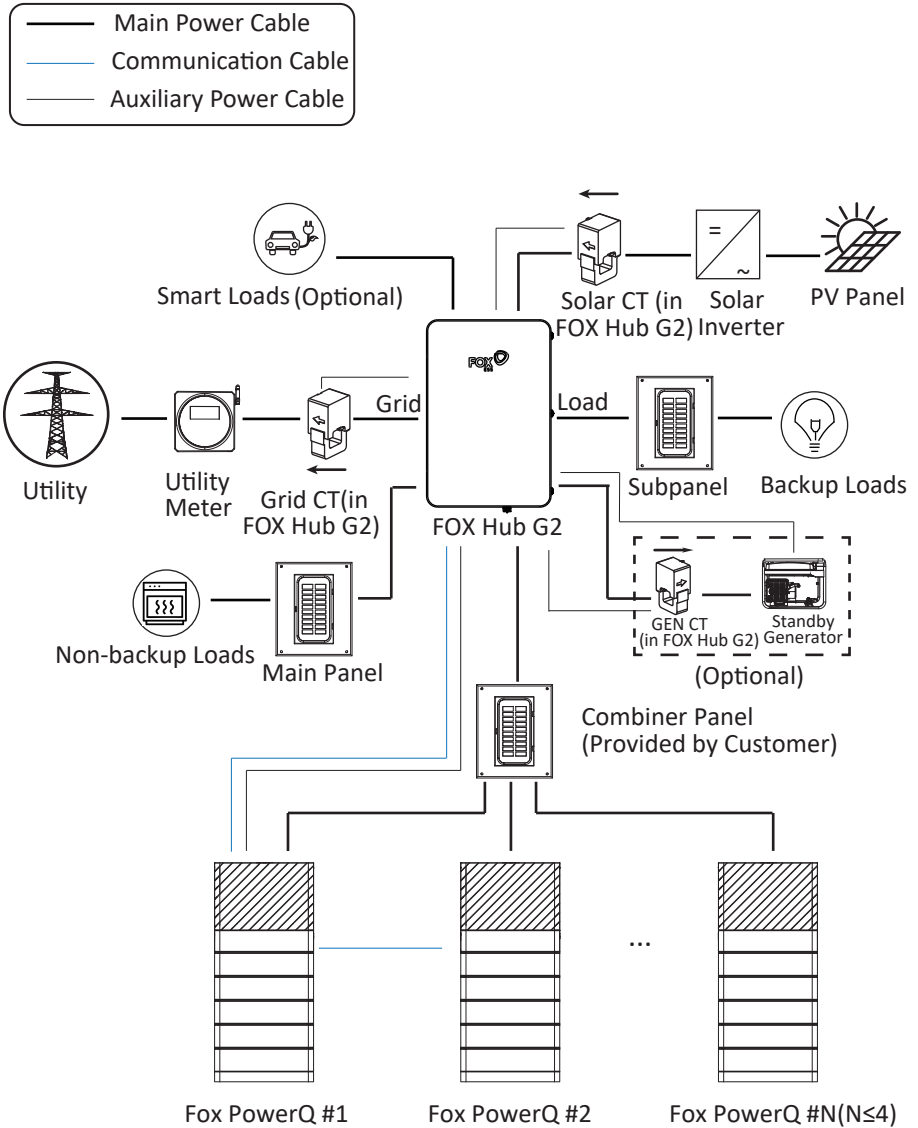 Main Power Cable
Communication Cable
Auxiliary Power Cable
Smart Loads (Optional)
Solar CT (in
FOX Hub G2)
Solar
Inverter
PV Panel
FOX
Grid
Load
Utility
Utility
Meter
Grid CT(in
FOX Hub G2)
FOX Hub G2
Subpanel
Backup Loads
Non-backup Loads
Main Panel
GEN CT
(in FOX Hub G2)
Standby
Generator
(Optional)
Combiner Panel
(Provided by Customer)
...
Fox PowerQ #1
Fox PowerQ #2
Fox PowerQ #N(N≤4)